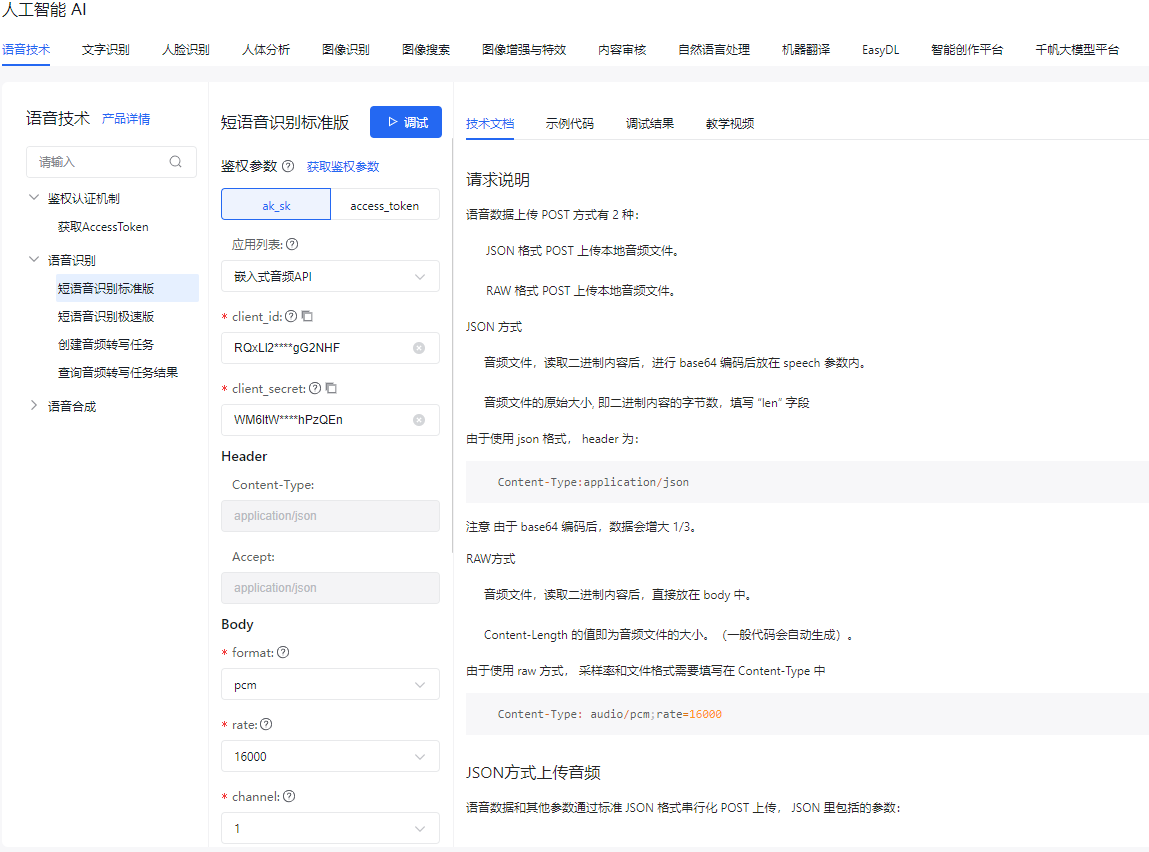 人工智能 AI
语音技术 文字识别 人脸识别 人体分析 图像识别 图像搜索 图像增强与特效 内容审核 自然语言处理 机器翻译 EasyDL 智能创作平台 千帆大模型平台
语音技术 产品详情
请输入
鉴权认证机制
获取AccessToken
语音识别
短语音识别标准版
短语音识别极速版
创建音频转写任务
查询音频转写任务结果
语音合成
短语音识别标准版 调试
鉴权参数 获取鉴权参数
ak_sk access_token
应用列表:
嵌入式音频API
* client_id:
RQxLI2****gG2NHF
* client_secret:
WM6ltW****hPzQEn
Header
Content-Type:
application/json
Accept:
application/json
Body
* format:
pcm
* rate:
16000
* channel:
1
技术文档 示例代码 调试结果 教学视频
请求说明
语音数据上传 POST 方式有 2 种：
JSON 格式 POST 上传本地音频文件。
RAW 格式 POST 上传本地音频文件。
JSON 方式
音频文件，读取二进制内容后，进行 base64 编码后放在 speech 参数内。
音频文件的原始大小, 即二进制内容的字节数，填写 “len” 字段
由于使用 json 格式， header 为：
Content-Type:application/json
注意 由于 base64 编码后，数据会增大 1/3。
RAW方式
音频文件，读取二进制内容后，直接放在 body 中。
Content-Length 的值即为音频文件的大小。（一般代码会自动生成）。
由于使用 raw 方式， 采样率和文件格式需要填写在 Content-Type 中
Content-Type: audio/pcm;rate=16000
JSON方式上传音频
语音数据和其他参数通过标准 JSON 格式串行化 POST 上传， JSON 里包括的参数：